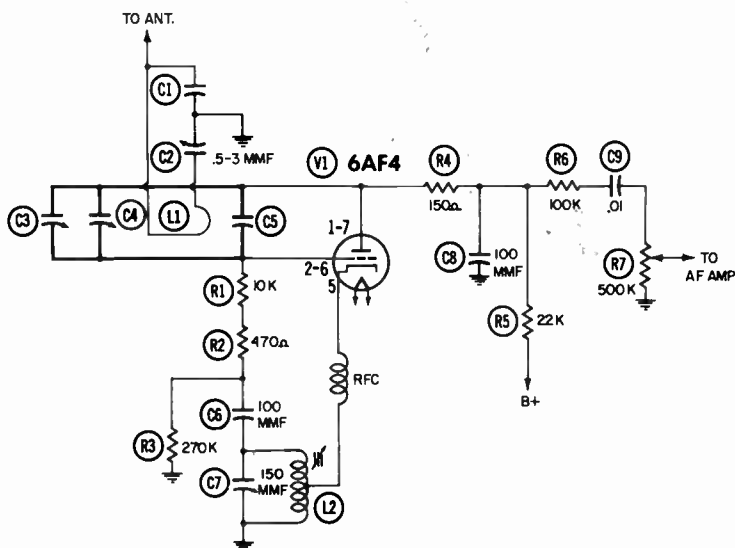 TO ANT.
C1
C2
.5-3 MMF
V1 6AF4
R4
150Ω
R6
100K
C9
.01
C3
C4
L1
C5
1-7
2-6
5
C8
100
MMF
R7
500K
TO
AF AMP
R1
10K
R5
22K
R2
470Ω
RFC
B+
C6
100
MMF
R3
270K
C7
150
MMF
L2